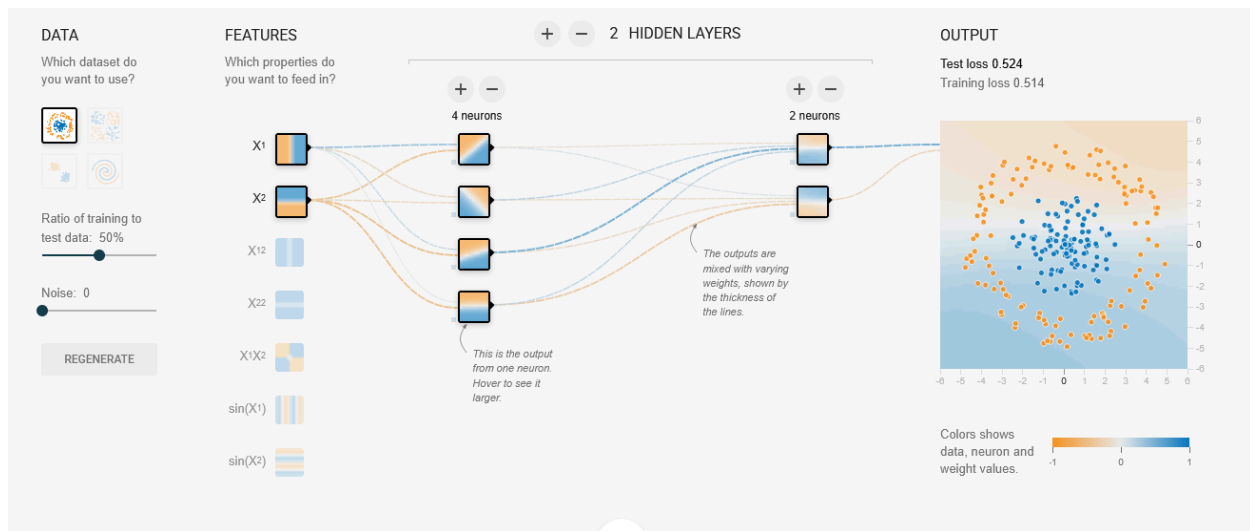 DATA
Which dataset do
you want to use?
Ratio of training to
test data: 50%
Noise: 0
REGENERATE
FEATURES
Which properties do
you want to feed in?
X1
X2
X12
X22
X1X2
sin(X1)
sin(X2)
+ − 2 HIDDEN LAYERS
+ −
4 neurons
+ −
2 neurons
This is the output
from one neuron.
Hover to see it
larger.
The outputs are
mixed with varying
weights, shown by
the thickness of
the lines.
OUTPUT
Test loss 0.524
Training loss 0.514
6
5
4
3
2
1
0
-1
-2
-3
-4
-5
-6
-6 -5 -4 -3 -2 -1 0 1 2 3 4 5 6
Colors shows
data, neuron and
weight values.
-1 0 1